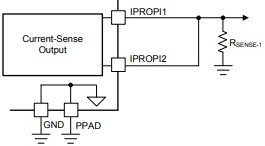 IPROPI1
Current-Sense
Output
RSENSE-1
IPROPI2
GND
PPAD